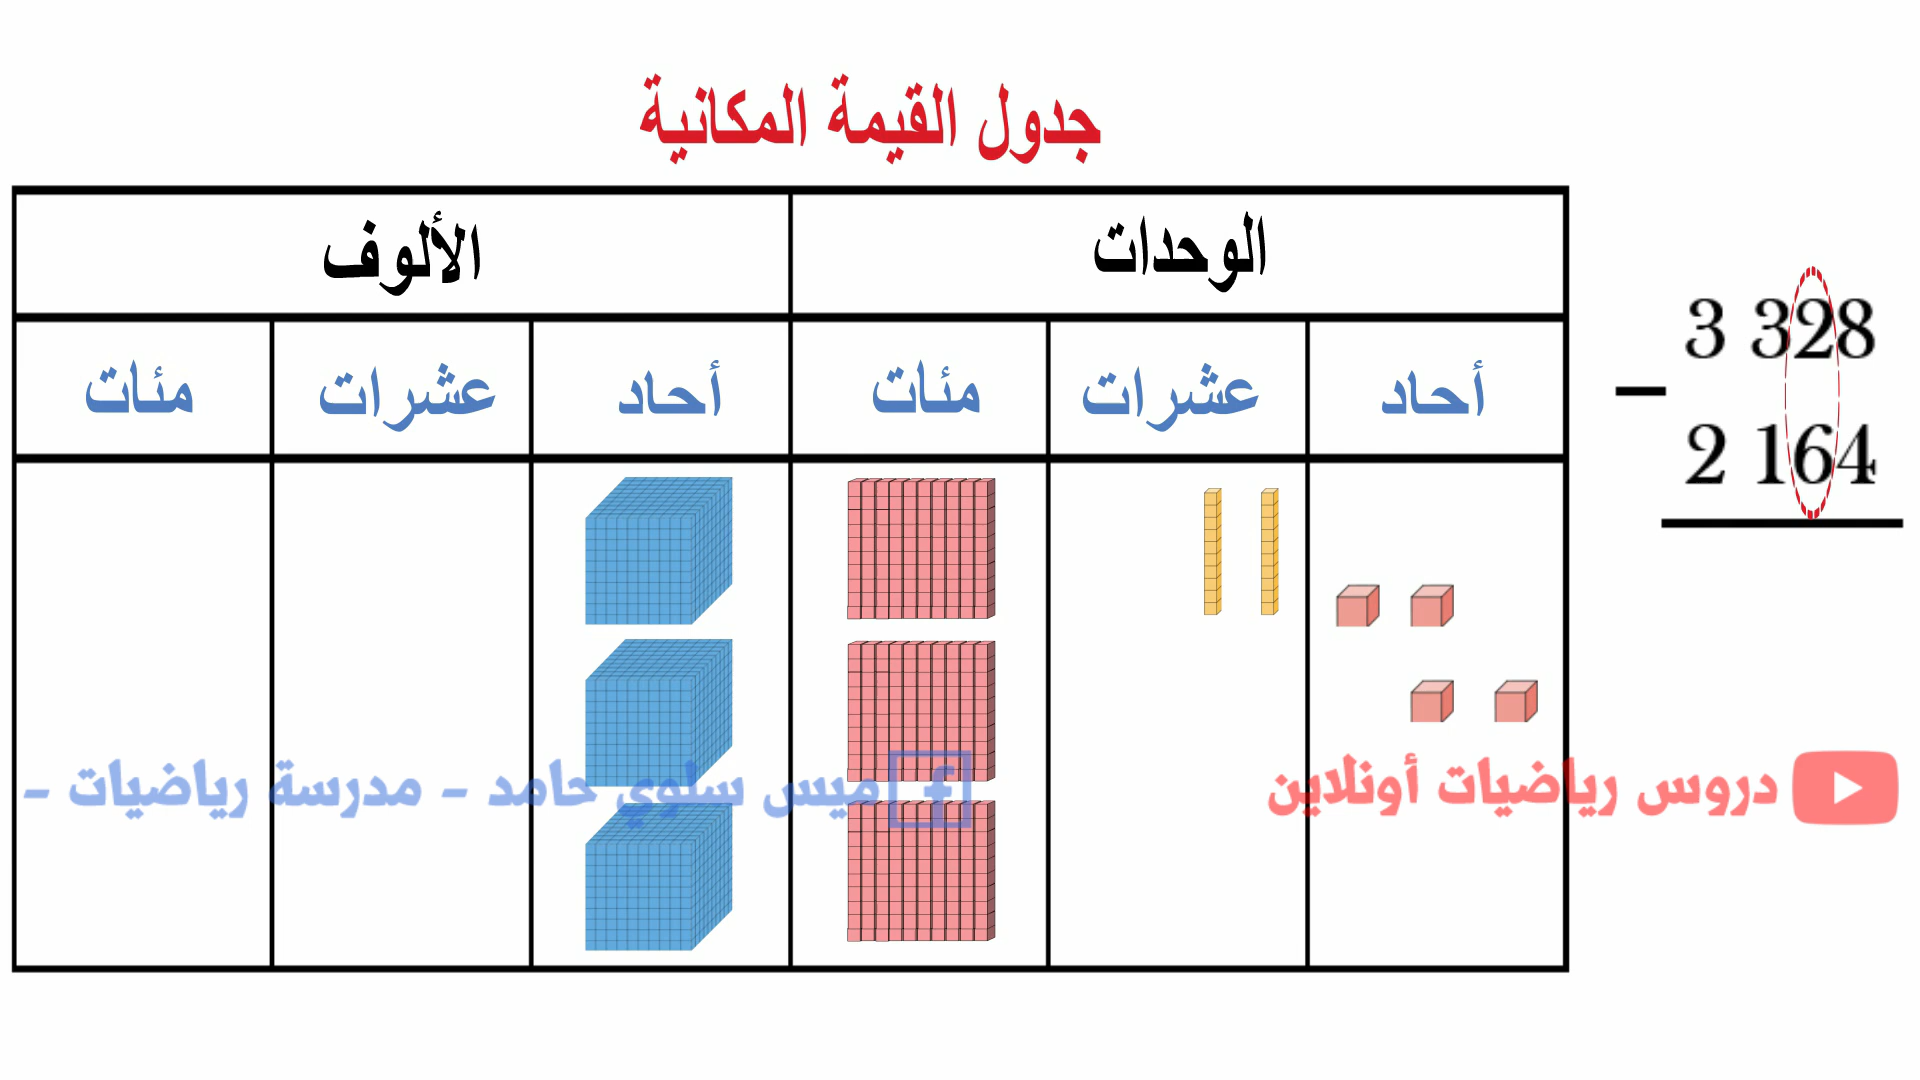 جدول القيمة المكانية
الوحدات الألوف
أحاد عشرات مئات أحاد عشرات مئات
3 328
−
2 164
دروس رياضيات أونلاين
ميس سلوي حامد - مدرسة رياضيات -